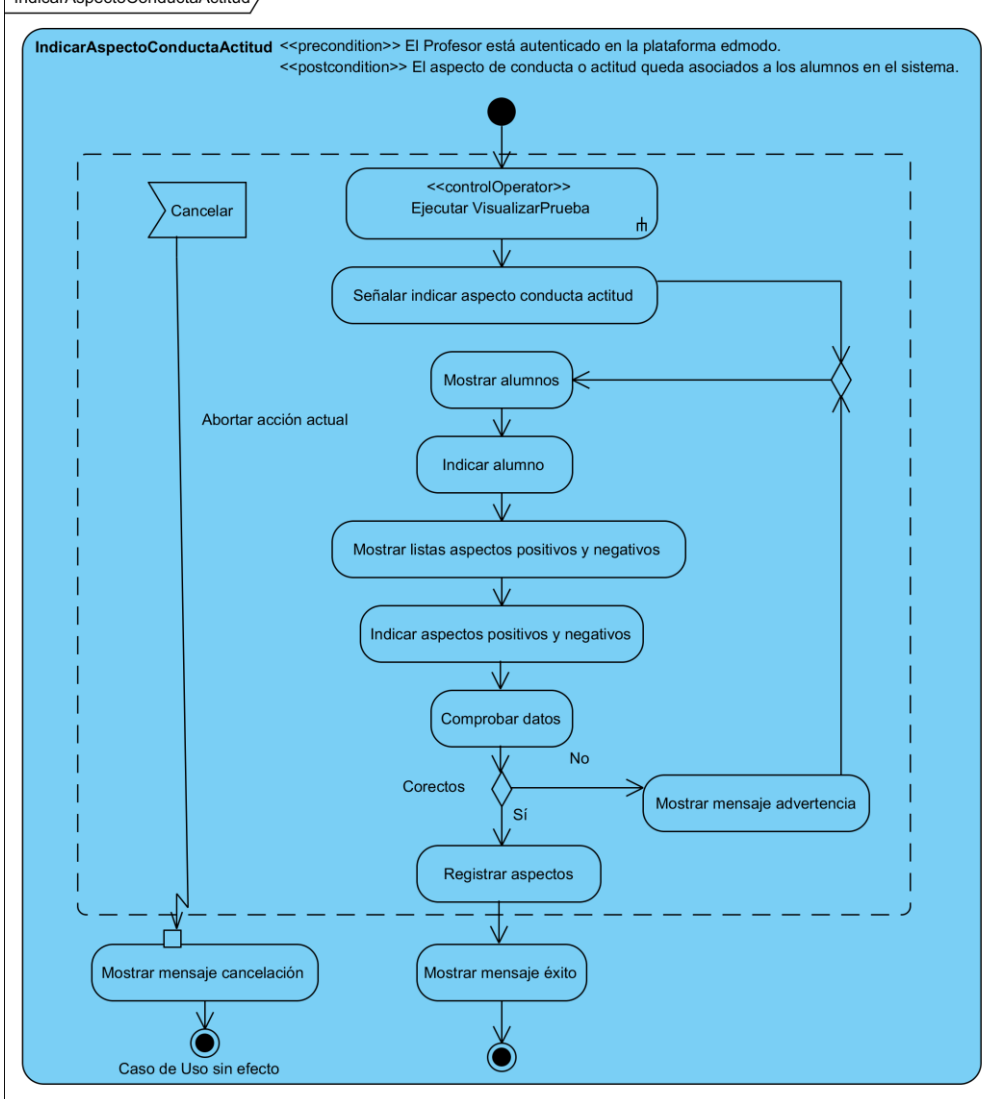 IndicarAspectoConductaActitud
IndicarAspectoConductaActitud <<precondition>> El Profesor está autenticado en la plataforma edmodo.
<<postcondition>> El aspecto de conducta o actitud queda asociados a los alumnos en el sistema.
<<controlOperator>>
Ejecutar VisualizarPrueba
Cancelar
Señalar indicar aspecto conducta actitud
Mostrar alumnos
Abortar acción actual
Indicar alumno
Mostrar listas aspectos positivos y negativos
Indicar aspectos positivos y negativos
Comprobar datos
No
Corectos
Mostrar mensaje advertencia
Sí
Registrar aspectos
Mostrar mensaje cancelación
Mostrar mensaje éxito
Caso de Uso sin efecto